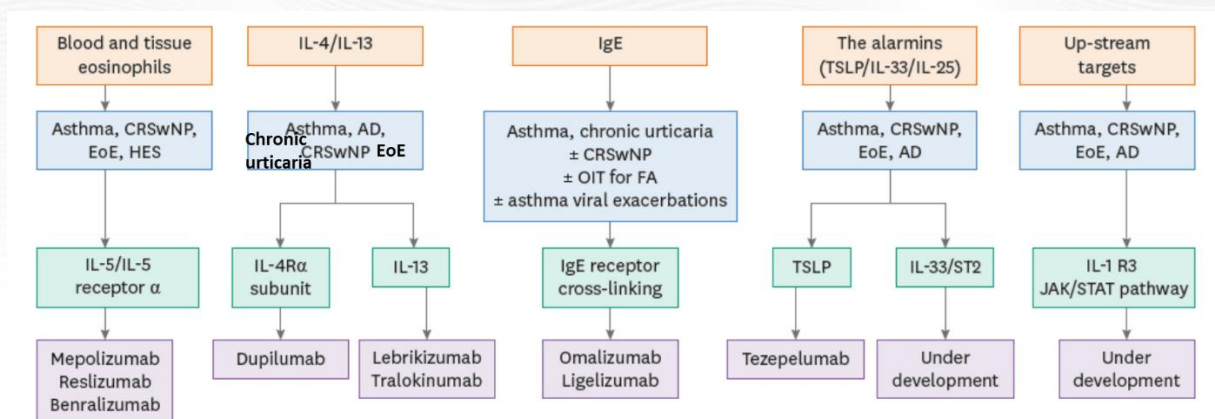 Blood and tissue
eosinophils
IL-4/IL-13
IgE
The alarmins
(TSLP/IL-33/IL-25)
Up-stream
targets
Asthma, CRSwNP,
EoE, HES
Asthma, AD,
CRSwNP EoE
Chronic
urticaria
Asthma, chronic urticaria
± CRSwNP
± OIT for FA
± asthma viral exacerbations
Asthma, CRSwNP,
EoE, AD
Asthma, CRSwNP,
EoE, AD
IL-5/IL-5
receptor α
IL-4Rα
subunit
IL-13
IgE receptor
cross-linking
TSLP
IL-33/ST2
IL-1 R3
JAK/STAT pathway
Mepolizumab
Reslizumab
Benralizumab
Dupilumab
Lebrikizumab
Tralokinumab
Omalizumab
Ligelizumab
Tezepelumab
Under
development
Under
development